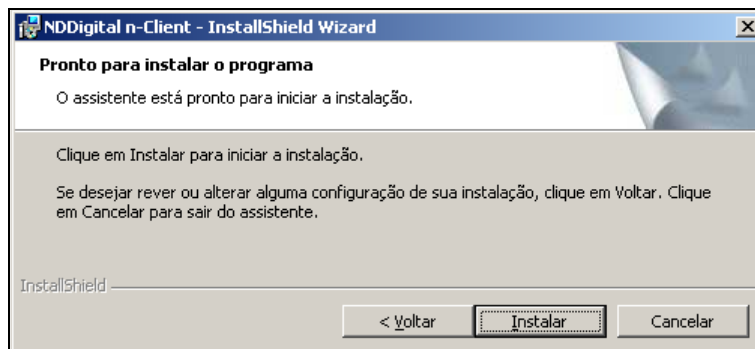 NDDigital n-Client - InstallShield Wizard
Pronto para instalar o programa
O assistente está pronto para iniciar a instalação.
Clique em Instalar para iniciar a instalação.
Se desejar rever ou alterar alguma configuração de sua instalação, clique em Voltar. Clique
em Cancelar para sair do assistente.
InstallShield
< Voltar Instalar Cancelar